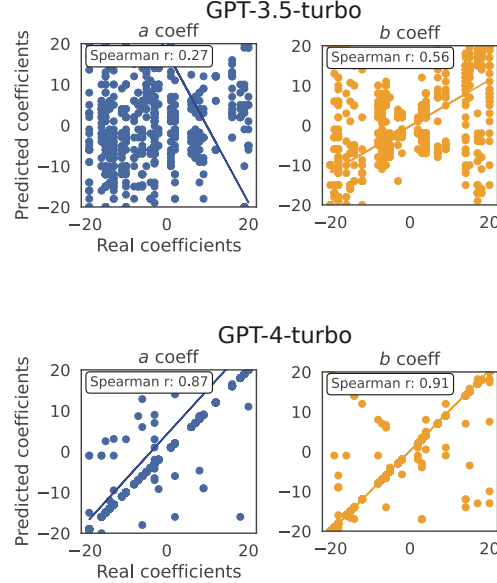 GPT-3.5-turbo
a coeff
b coeff
Predicted coefficients
20
10
0
−10
−20
Spearman r: 0.27
−20
0
20
Real coefficients
20
10
0
−10
−20
Spearman r: 0.56
−20
0
20
GPT-4-turbo
a coeff
b coeff
Predicted coefficients
20
10
0
−10
−20
Spearman r: 0.87
−20
0
20
Real coefficients
20
10
0
−10
−20
Spearman r: 0.91
−20
0
20